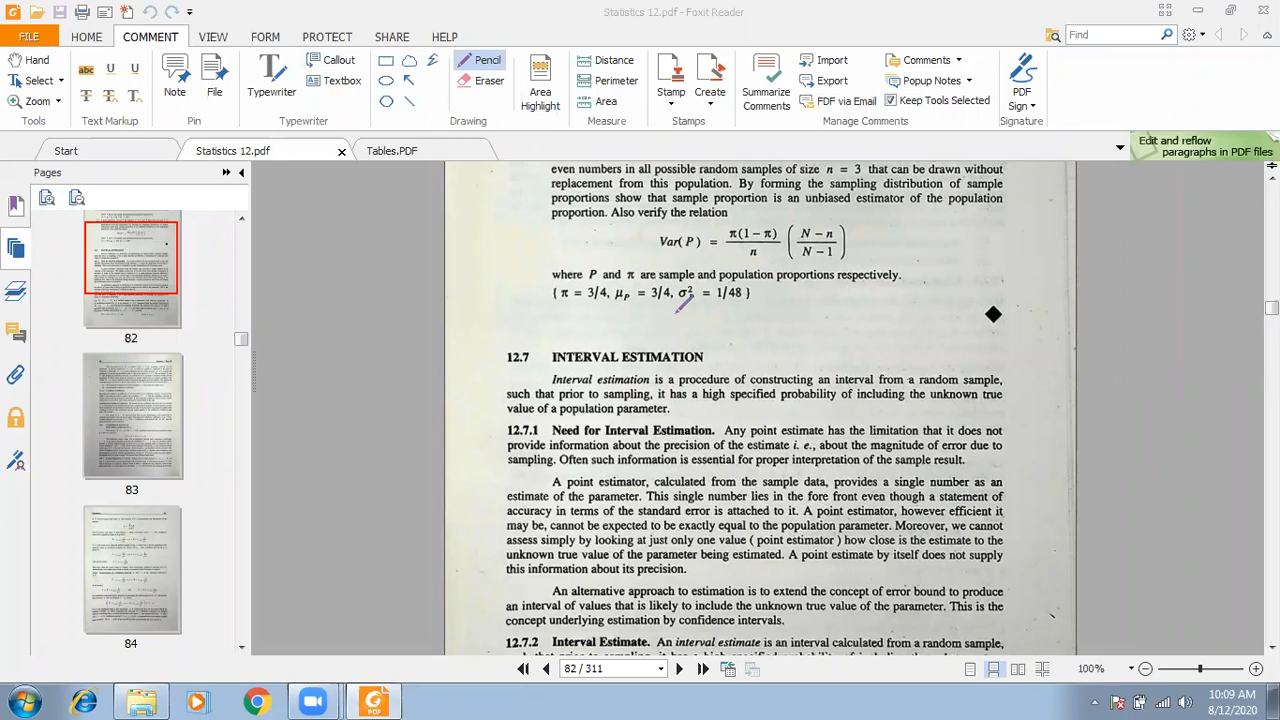 Statistics 12.pdf - Foxit Reader
FILE HOME COMMENT VIEW FORM PROTECT SHARE HELP
Find
Hand
Select
Zoom
Tools
Text Markup
Note
File
Pin
Typewriter
Callout
Textbox
Typewriter
Pencil
Eraser
Drawing
Area
Highlight
Distance
Perimeter
Area
Measure
Stamp
Create
Stamps
Summarize
Comments
Import
Export
PDF via Email
Comments
Popup Notes
Keep Tools Selected
Manage Comments
PDF
Sign
Signature
Start
Statistics 12.pdf
Tables.PDF
Edit and reflow
paragraphs in PDF files
Pages
82
83
84
even numbers in all possible random samples of size n = 3 that can be drawn without
replacement from this population. By forming the sampling distribution of sample
proportions show that sample proportion is an unbiased estimator of the population
proportion. Also verify the relation
Var( P ) = π(1 − π) / n ( N − n / N − 1 )
where P and π are sample and population proportions respectively.
3/4, μP = 3/4, σ² = 1/48 }
12.7 INTERVAL ESTIMATION
Interval estimation is a procedure of constructing an interval from a random sample,
such that prior to sampling, it has a high specified probability of including the unknown true
value of a population parameter.
12.7.1 Need for Interval Estimation. Any point estimate has the limitation that it does not
provide information about the precision of the estimate i. e., about the magnitude of error due to
sampling. Often such information is essential for proper interpretation of the sample result.
A point estimator, calculated from the sample data, provides a single number as an
estimate of the parameter. This single number lies in the fore front even though a statement of
accuracy in terms of the standard error is attached to it. A point estimator, however efficient it
may be, cannot be expected to be exactly equal to the population parameter. Moreover, we cannot
assess simply by looking at just only one value ( point estimator ) how close is the estimate to the
unknown true value of the parameter being estimated. A point estimate by itself does not supply
this information about its precision.
An alternative approach to estimation is to extend the concept of error bound to produce
an interval of values that is likely to include the unknown true value of the parameter. This is the
concept underlying estimation by confidence intervals.
12.7.2 Interval Estimate. An interval estimate is an interval calculated from a random sample,
82 / 311
100%
10:09 AM
8/12/2020